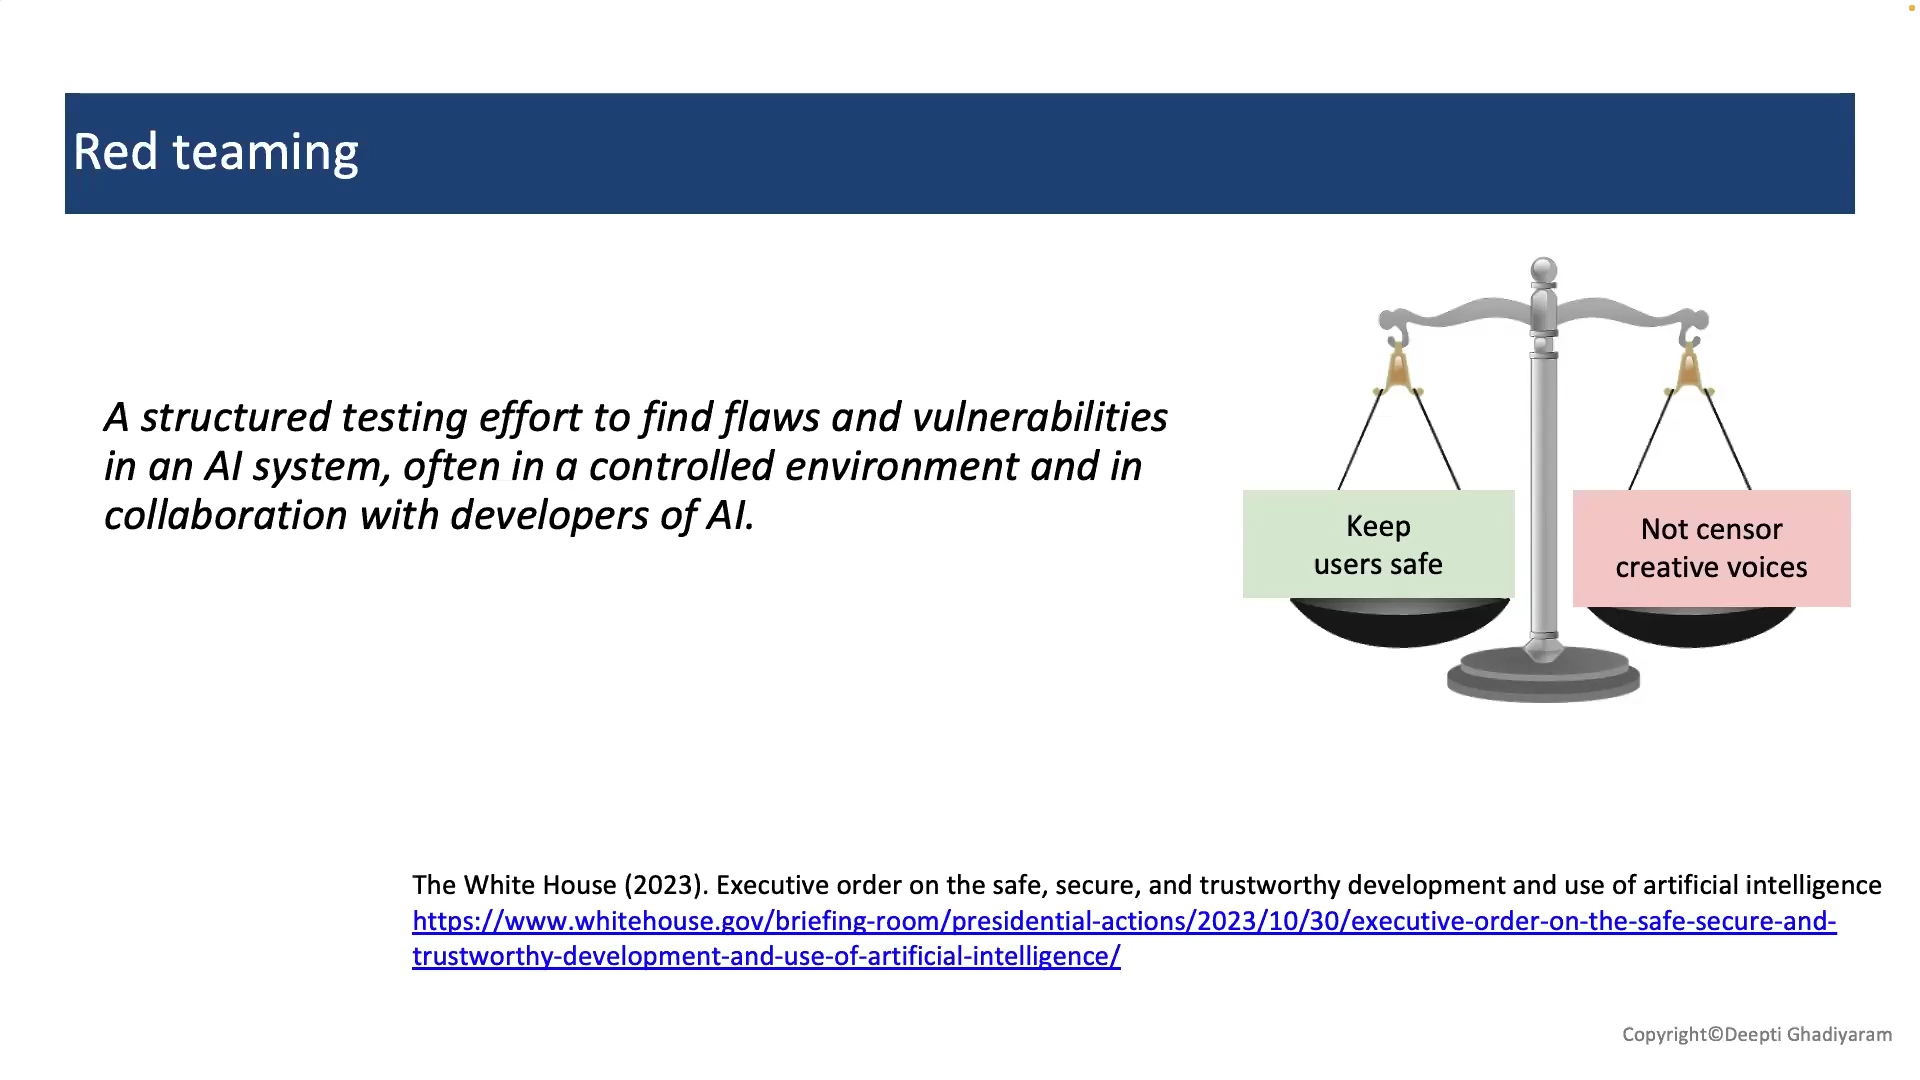 Red teaming
A structured testing effort to find flaws and vulnerabilities
in an AI system, often in a controlled environment and in
collaboration with developers of AI.
Keep
users safe
Not censor
creative voices
The White House (2023). Executive order on the safe, secure, and trustworthy development and use of artificial intelligence
https://www.whitehouse.gov/briefing-room/presidential-actions/2023/10/30/executive-order-on-the-safe-secure-and-
trustworthy-development-and-use-of-artificial-intelligence/
Copyright©Deepti Ghadiyaram